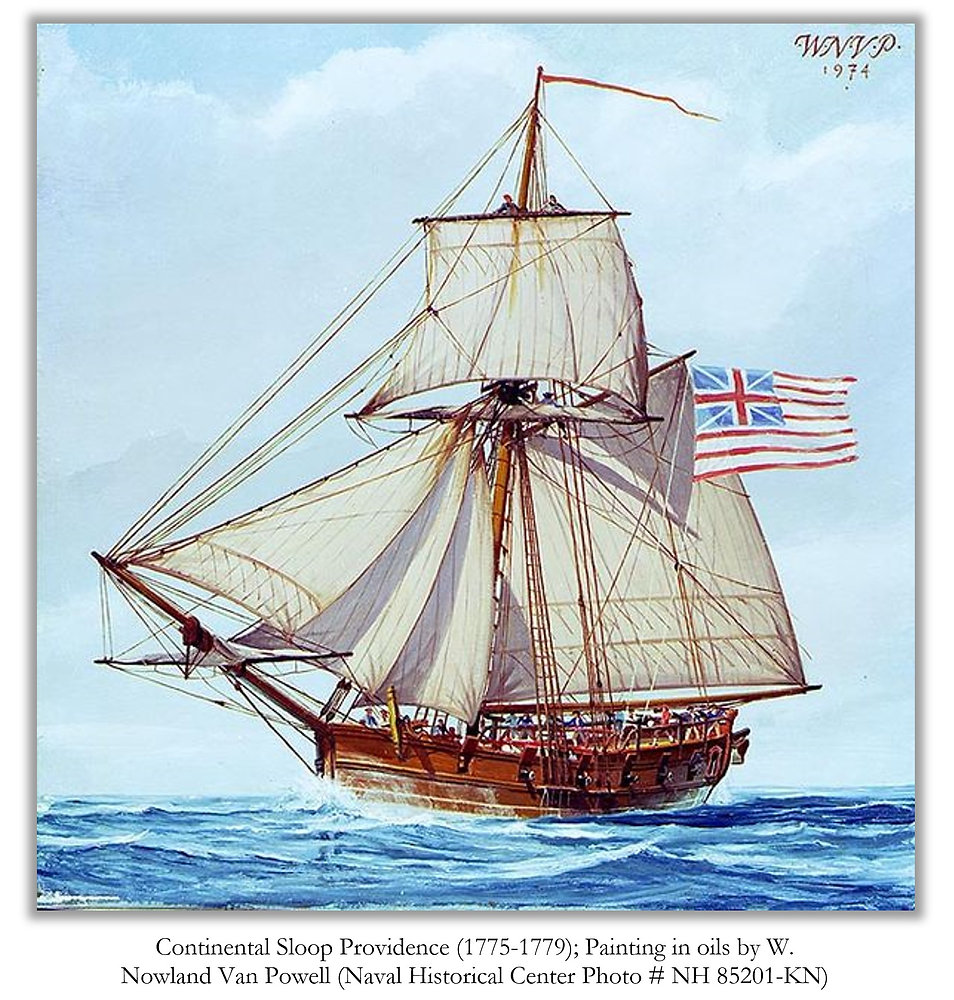 WNV.P.
1974
Continental Sloop Providence (1775-1779); Painting in oils by W.
Nowland Van Powell (Naval Historical Center Photo # NH 85201-KN)